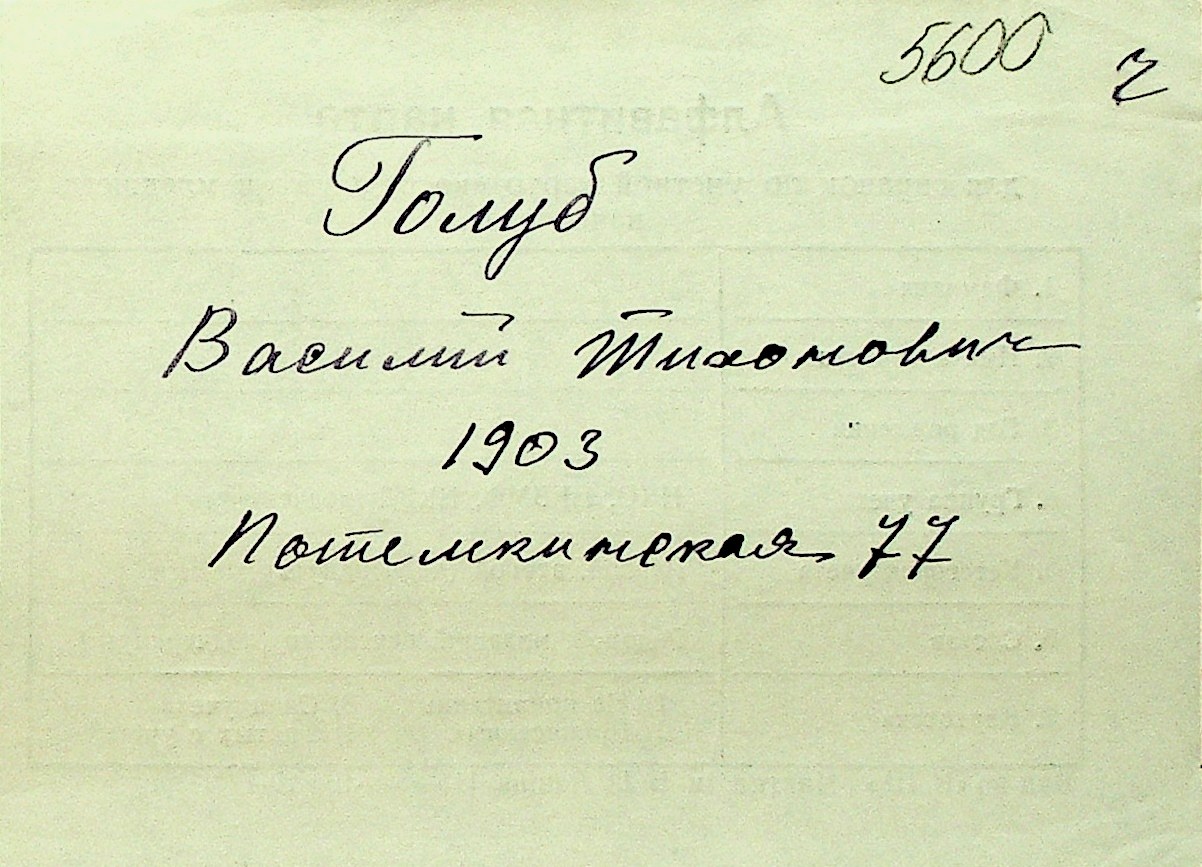 5600 ч
Голуб
Василий Тихонович
1903
Потемкинская 77